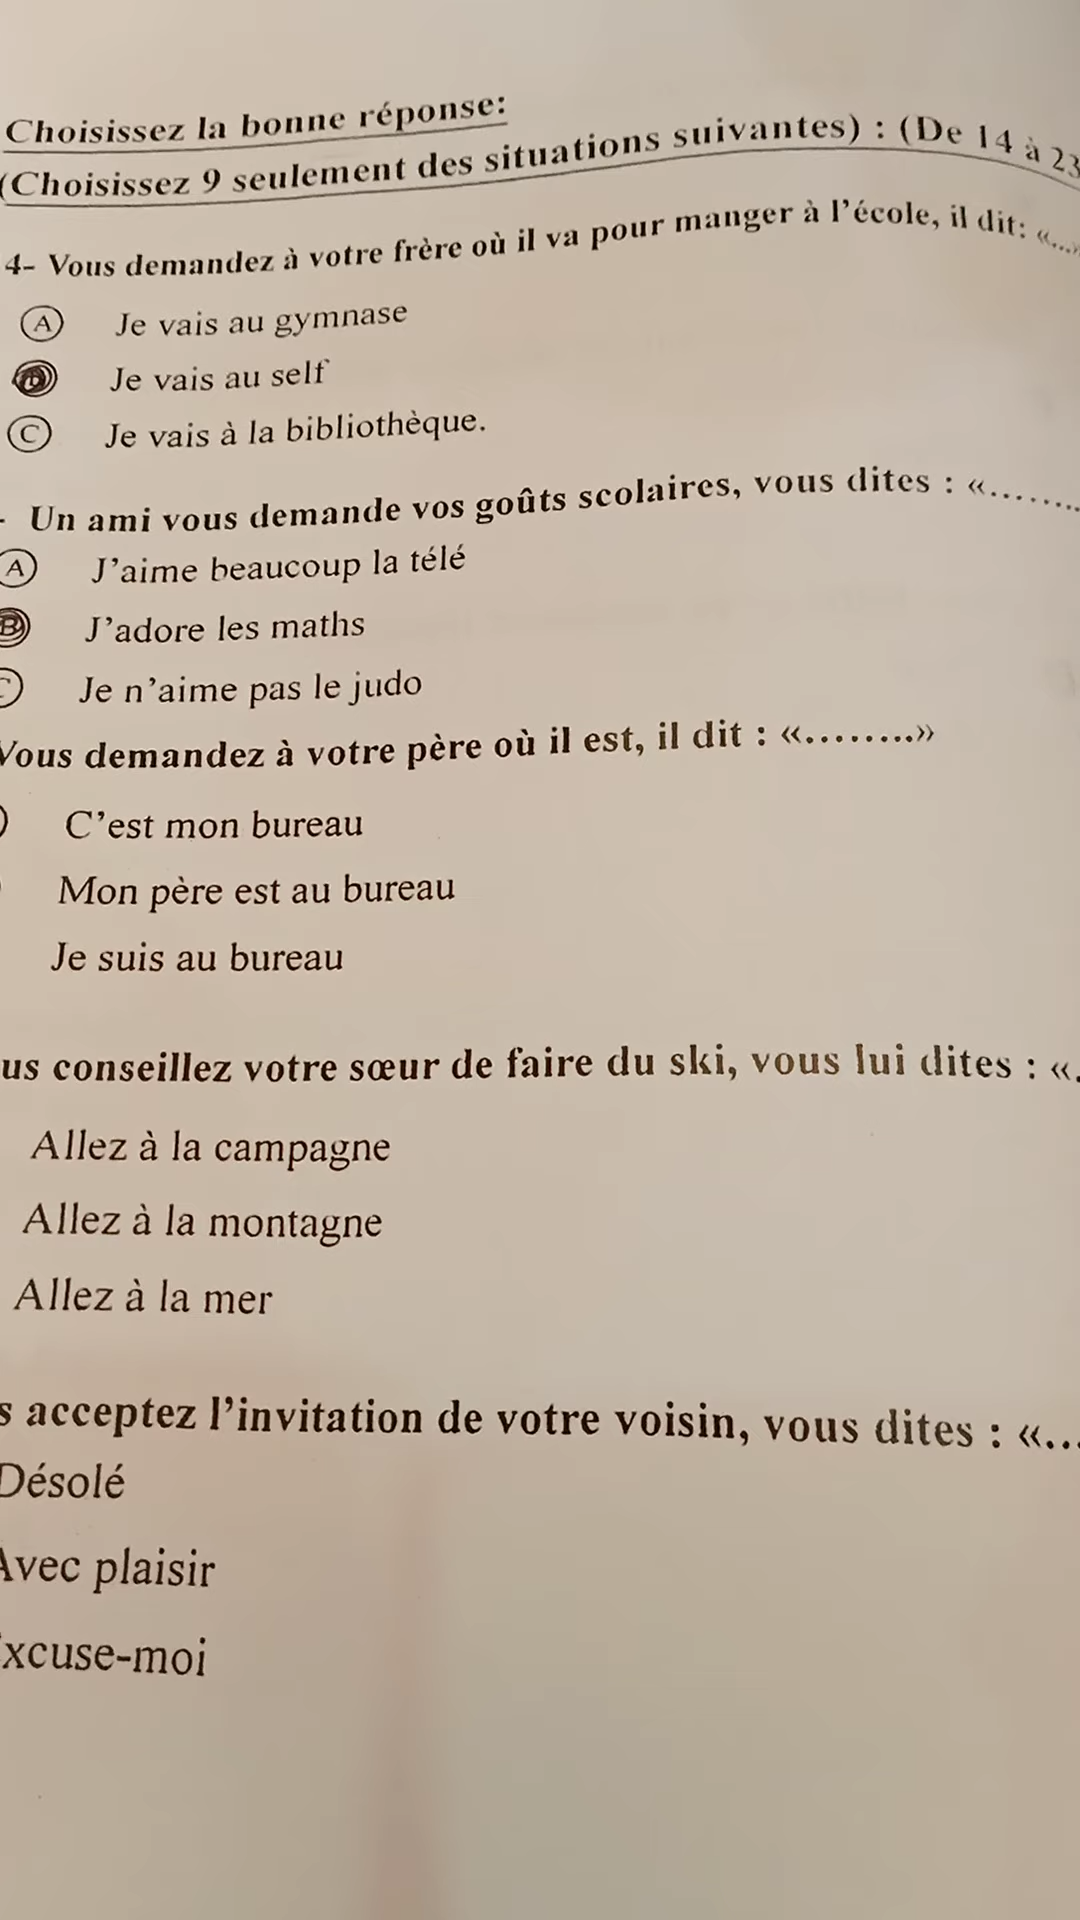 Choisissez la bonne réponse:
(Choisissez 9 seulement des situations suivantes) : (De 14 à 23
4- Vous demandez à votre frère où il va pour manger à l'école, il dit: «...»
A Je vais au gymnase
Je vais au self
C Je vais à la bibliothèque.
- Un ami vous demande vos goûts scolaires, vous dites : «........
A J'aime beaucoup la télé
B J'adore les maths
C Je n'aime pas le judo
Vous demandez à votre père où il est, il dit : «........»
C'est mon bureau
Mon père est au bureau
Je suis au bureau
us conseillez votre sœur de faire du ski, vous lui dites : «.
Allez à la campagne
Allez à la montagne
Allez à la mer
s acceptez l'invitation de votre voisin, vous dites : «...
Désolé
Avec plaisir
xcuse-moi